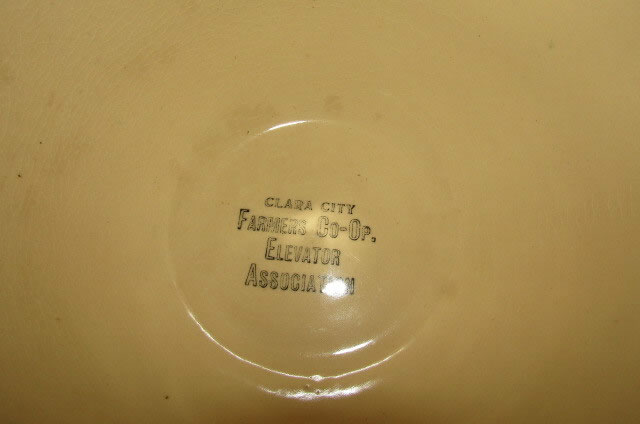 CLARA CITY
FARMERS CO-OP.
ELEVATOR
ASSOCIATION